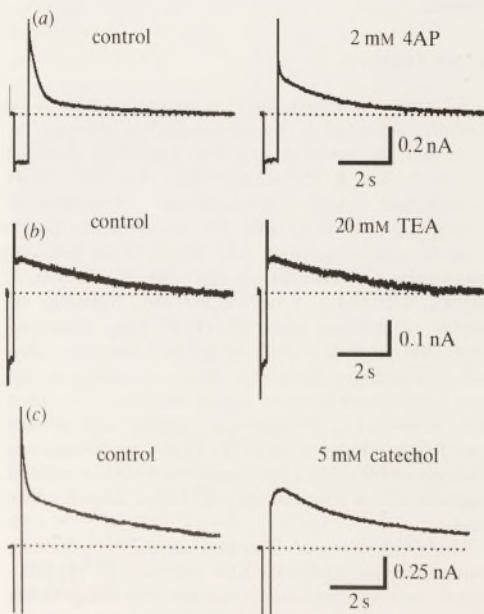 (a)
control
2 mM 4AP
0.2 nA
2 s
(b)
control
20 mM TEA
0.1 nA
2 s
(c)
control
5 mM catechol
0.25 nA
2 s